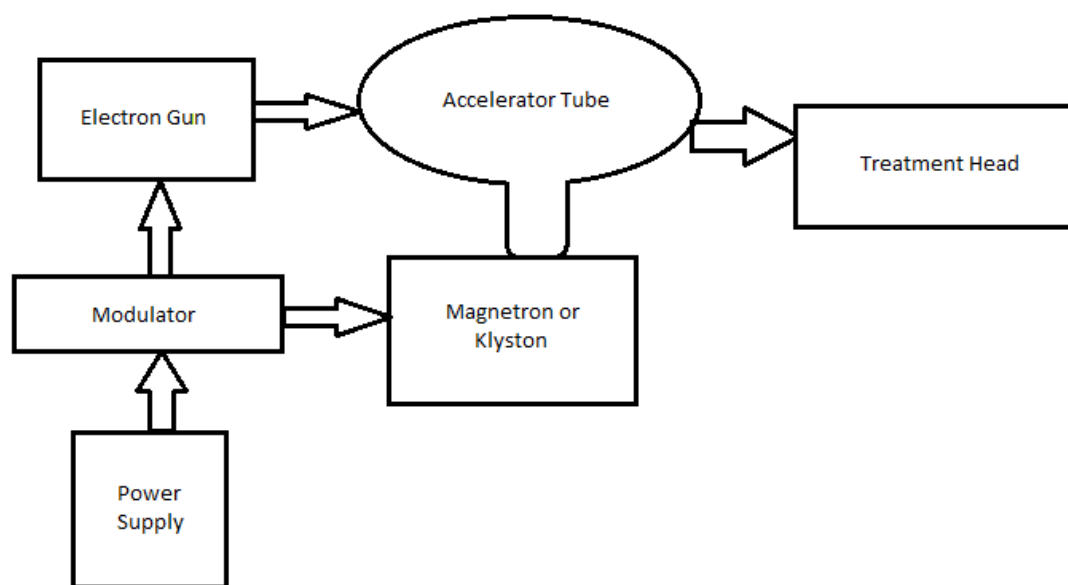 Electron Gun
Accelerator Tube
Treatment Head
Modulator
Magnetron or
Klyston
Power
Supply